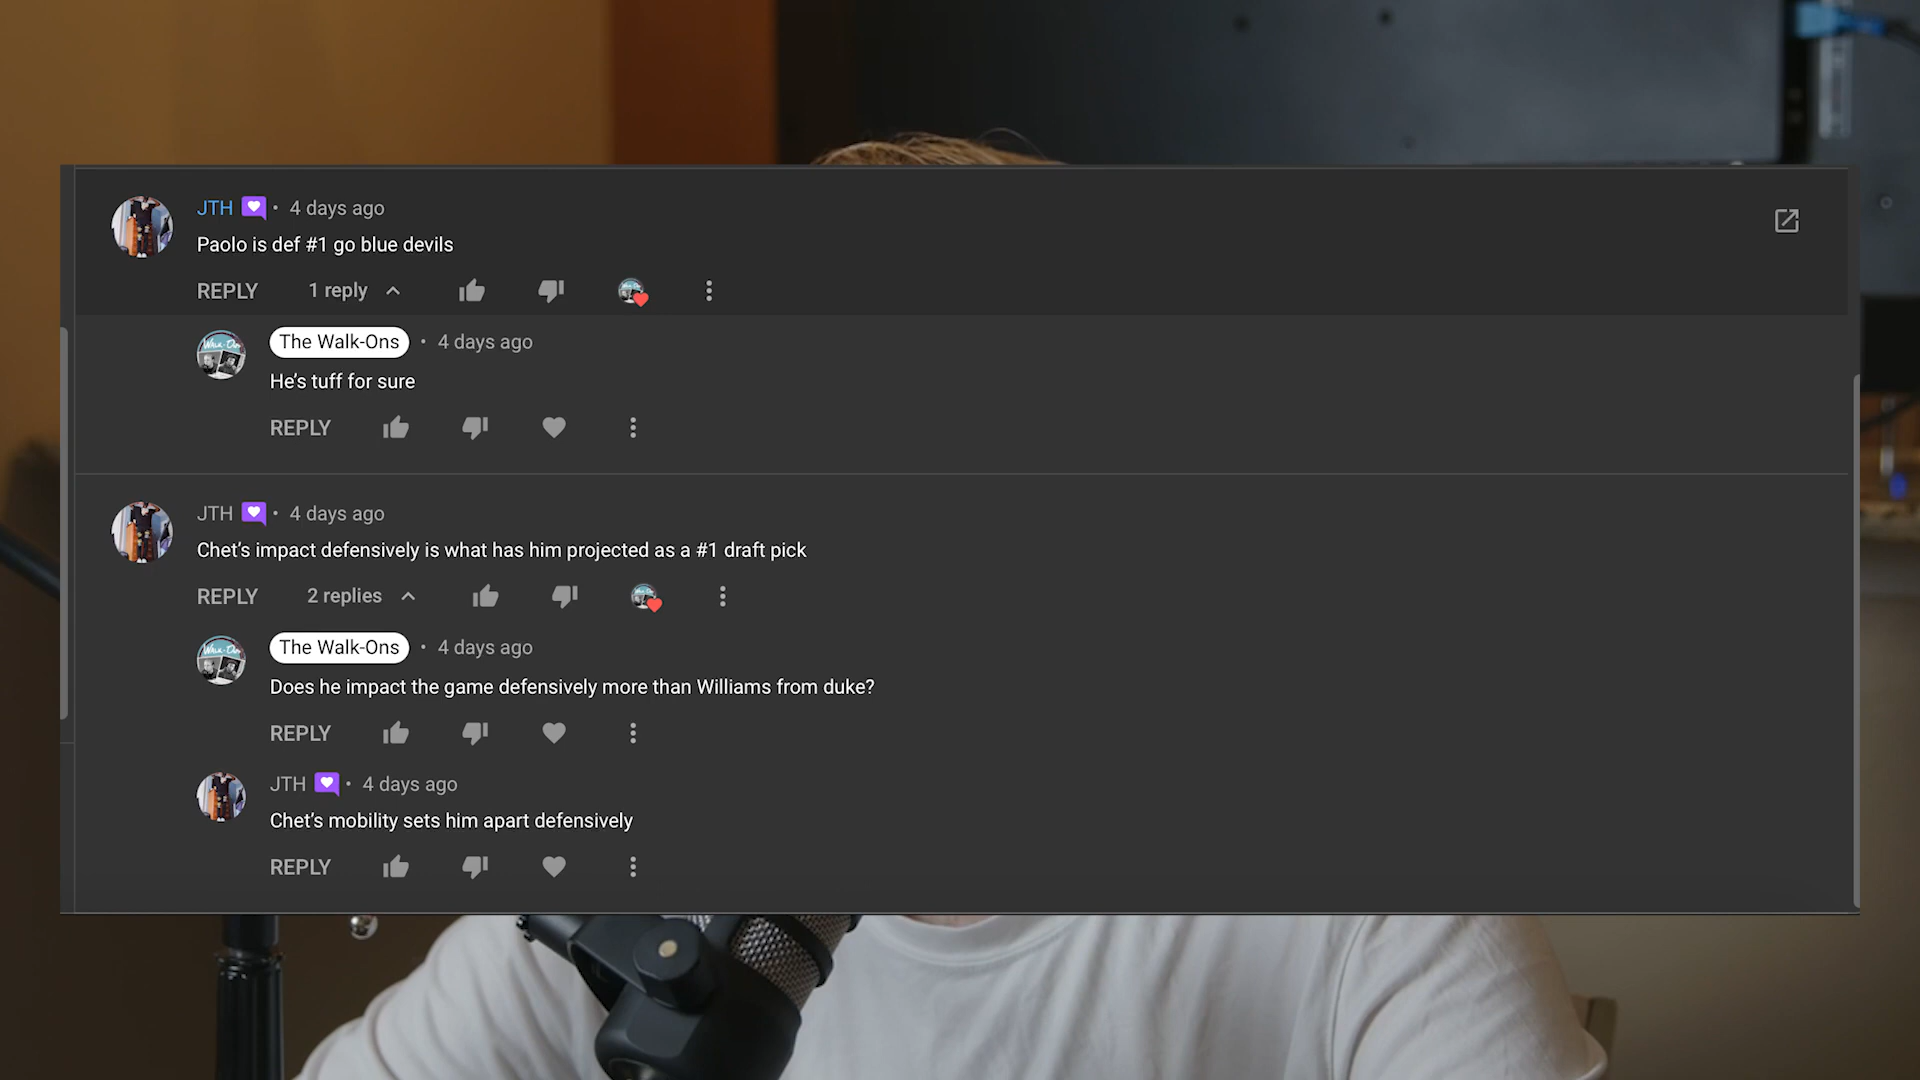 JTH • 4 days ago
Paolo is def #1 go blue devils
REPLY 1 reply
The Walk-Ons • 4 days ago
He’s tuff for sure
REPLY
JTH • 4 days ago
Chet’s impact defensively is what has him projected as a #1 draft pick
REPLY 2 replies
The Walk-Ons • 4 days ago
Does he impact the game defensively more than Williams from duke?
REPLY
JTH • 4 days ago
Chet’s mobility sets him apart defensively
REPLY